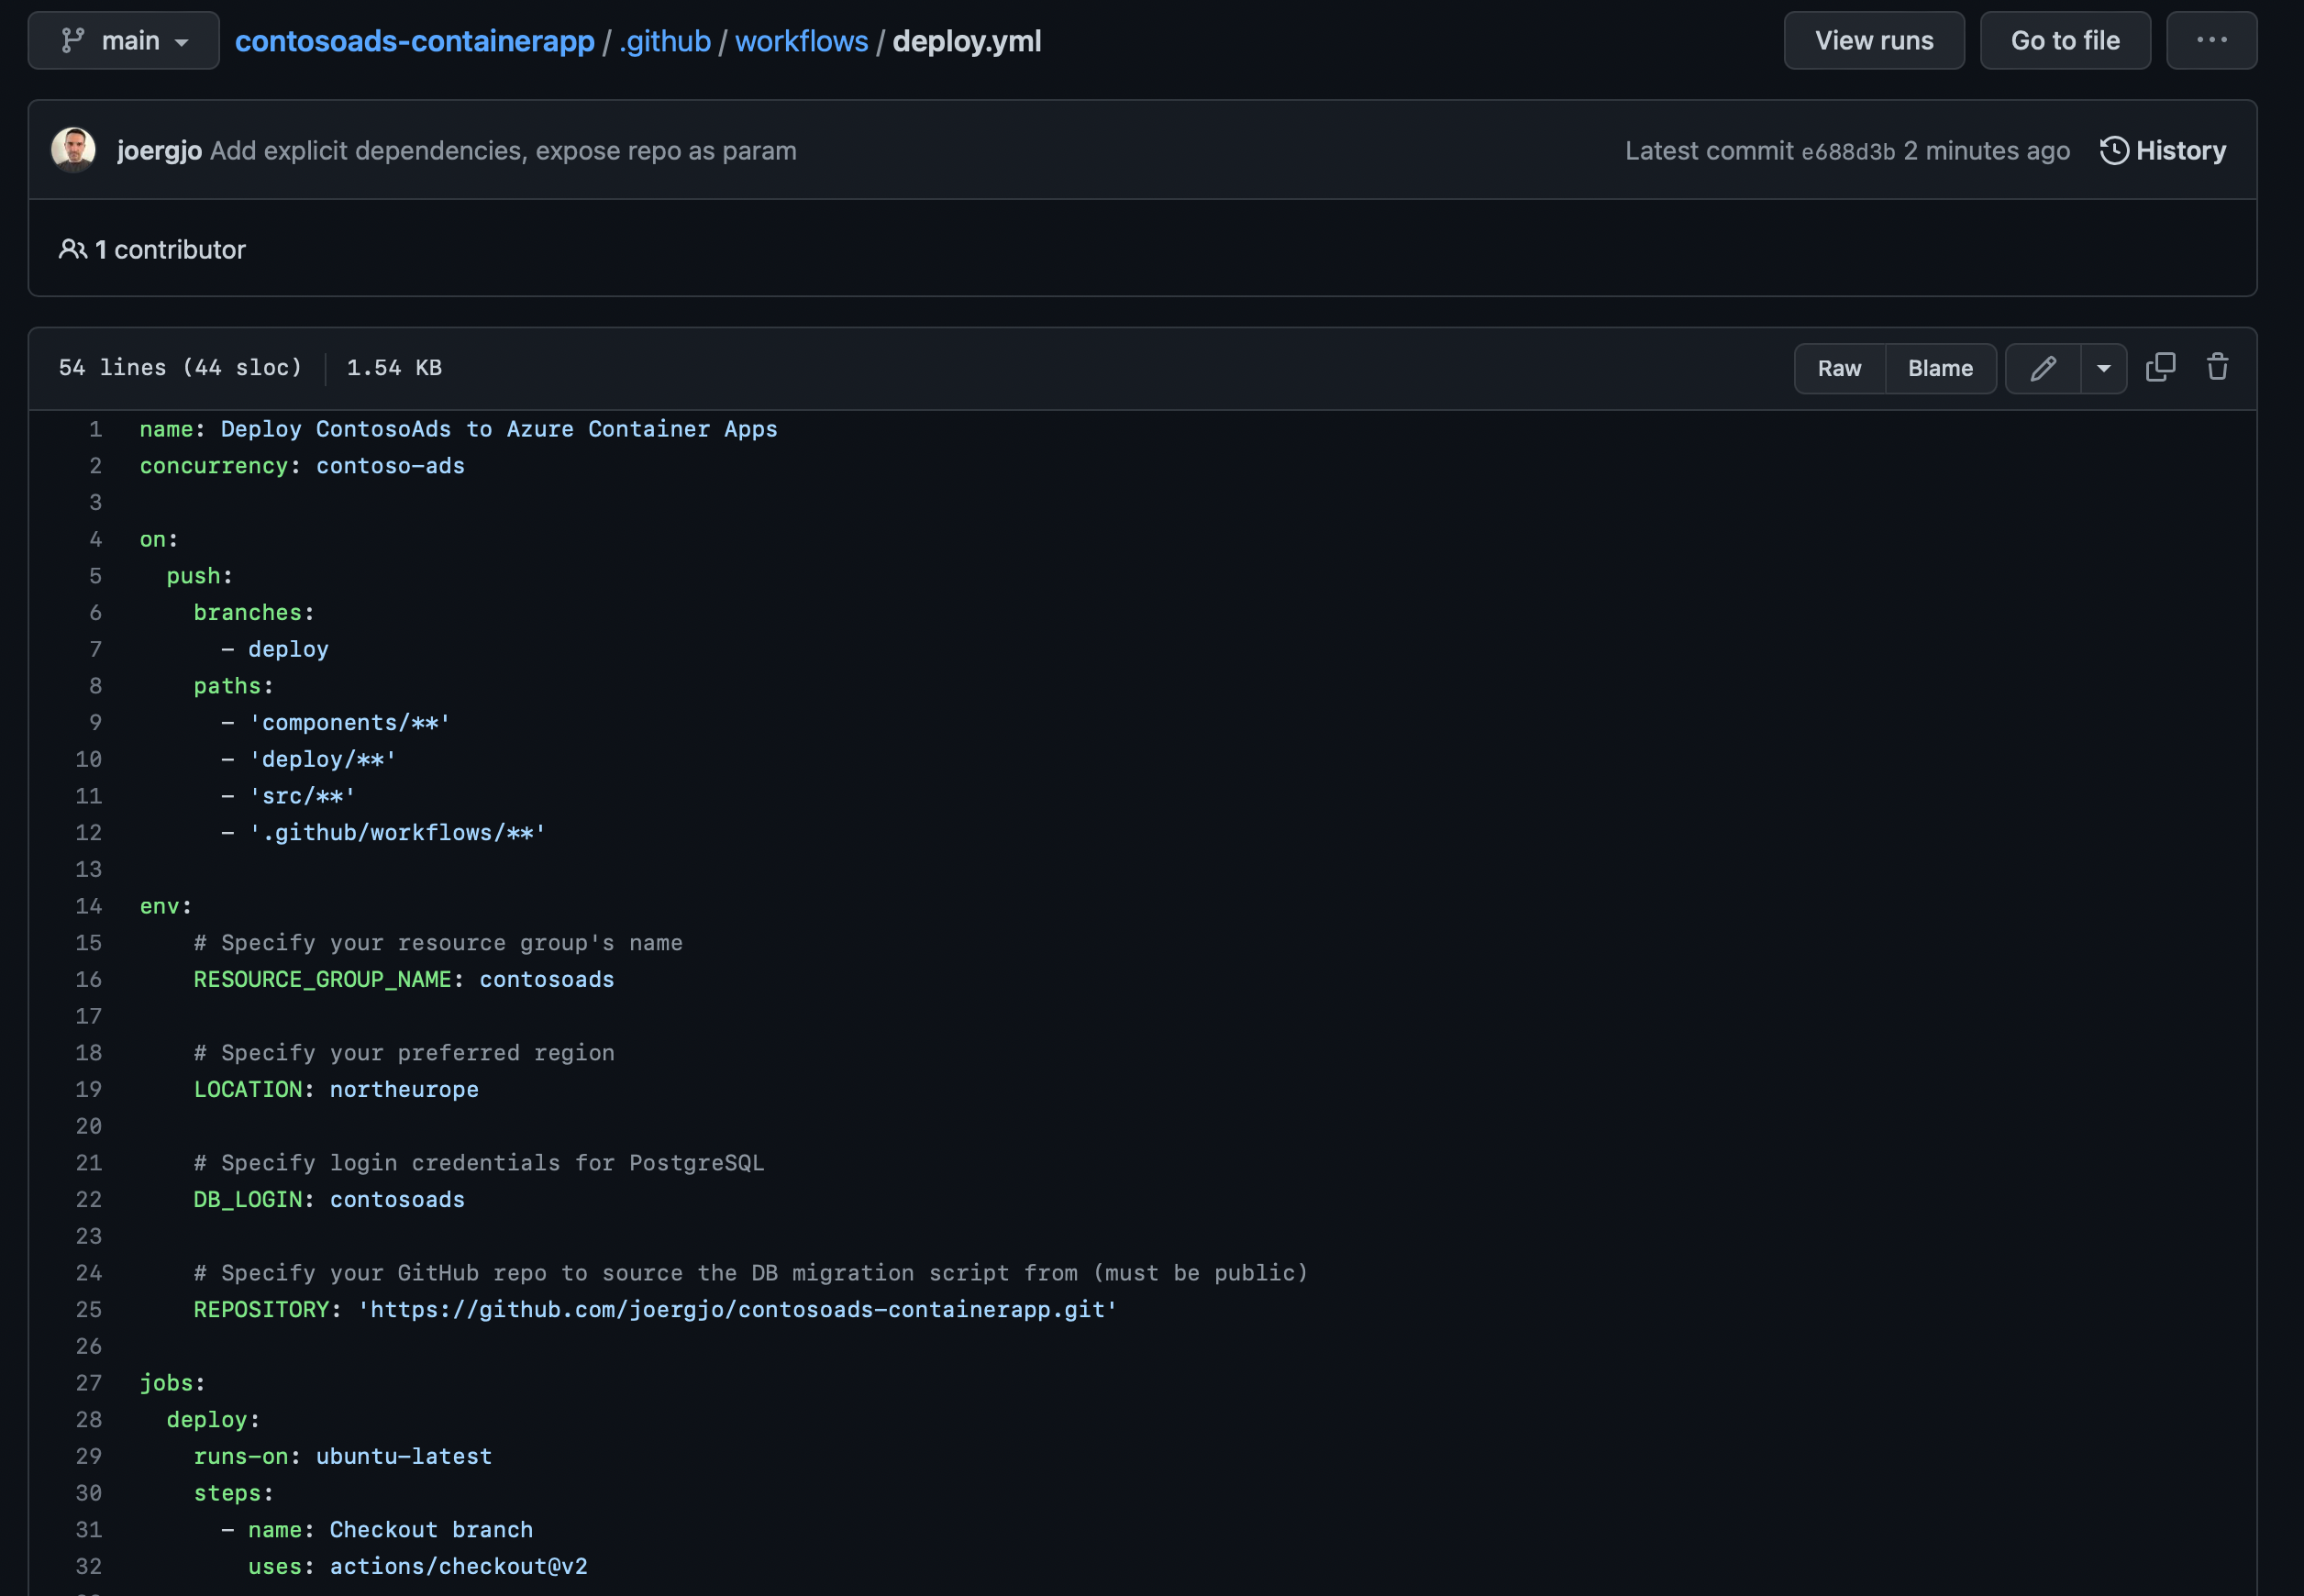 main contosoads-containerapp / .github / workflows / deploy.yml View runs Go to file ...
joergjo Add explicit dependencies, expose repo as param Latest commit e688d3b 2 minutes ago History
1 contributor
54 lines (44 sloc) 1.54 KB Raw Blame
1 name: Deploy ContosoAds to Azure Container Apps
2 concurrency: contoso-ads
3
4 on:
5   push:
6     branches:
7       - deploy
8     paths:
9       - 'components/**'
10       - 'deploy/**'
11       - 'src/**'
12       - '.github/workflows/**'
13
14 env:
15     # Specify your resource group's name
16     RESOURCE_GROUP_NAME: contosoads
17
18     # Specify your preferred region
19     LOCATION: northeurope
20
21     # Specify login credentials for PostgreSQL
22     DB_LOGIN: contosoads
23
24     # Specify your GitHub repo to source the DB migration script from (must be public)
25     REPOSITORY: 'https://github.com/joergjo/contosoads-containerapp.git'
26
27 jobs:
28   deploy:
29     runs-on: ubuntu-latest
30     steps:
31       - name: Checkout branch
32         uses: actions/checkout@v2